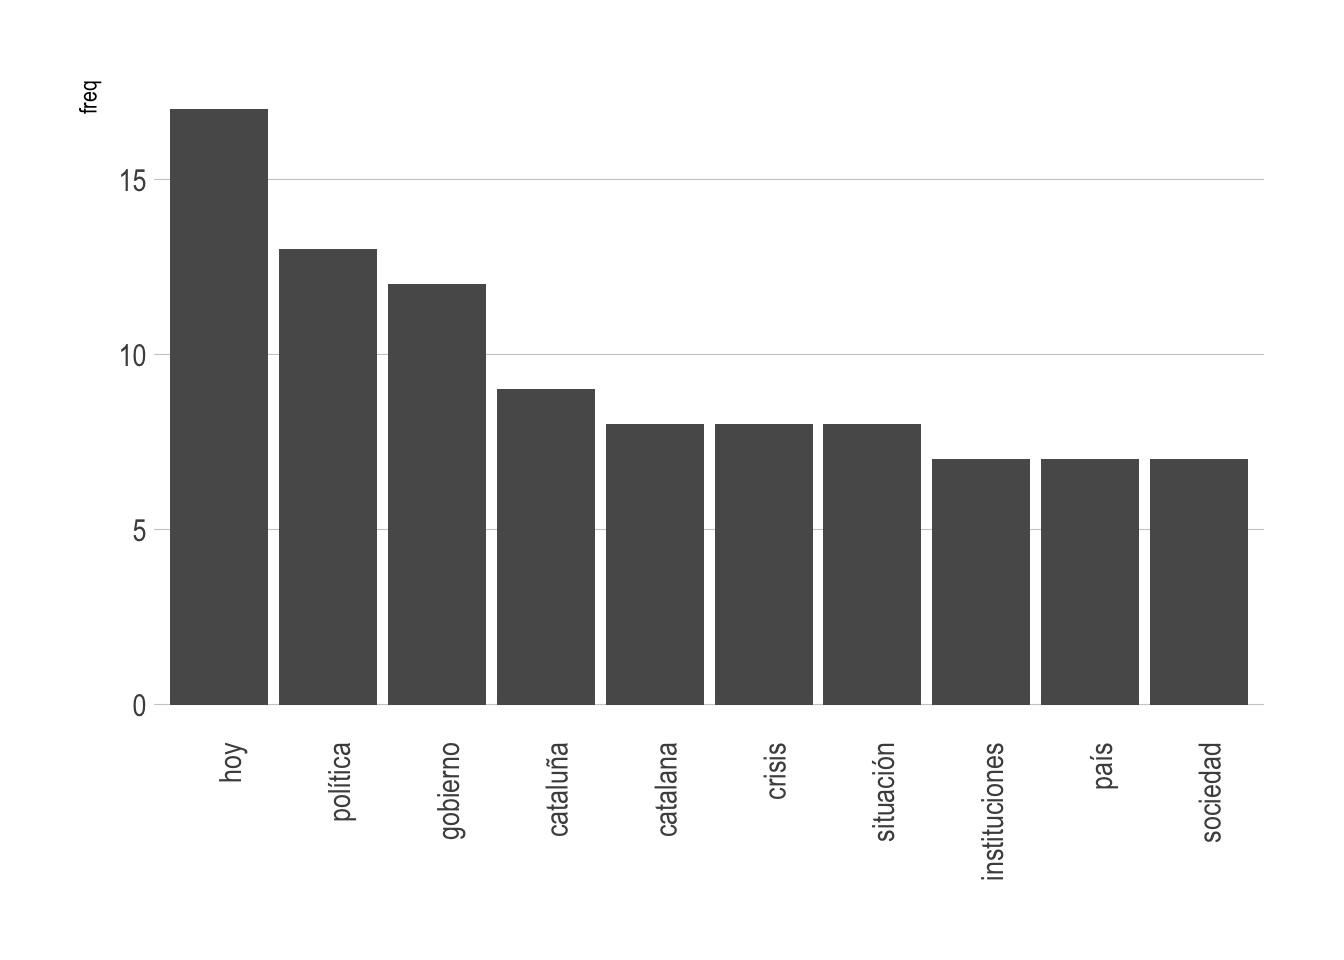 freq
15
10
5
0
hoy
política
gobierno
cataluña
catalana
crisis
situación
instituciones
país
sociedad